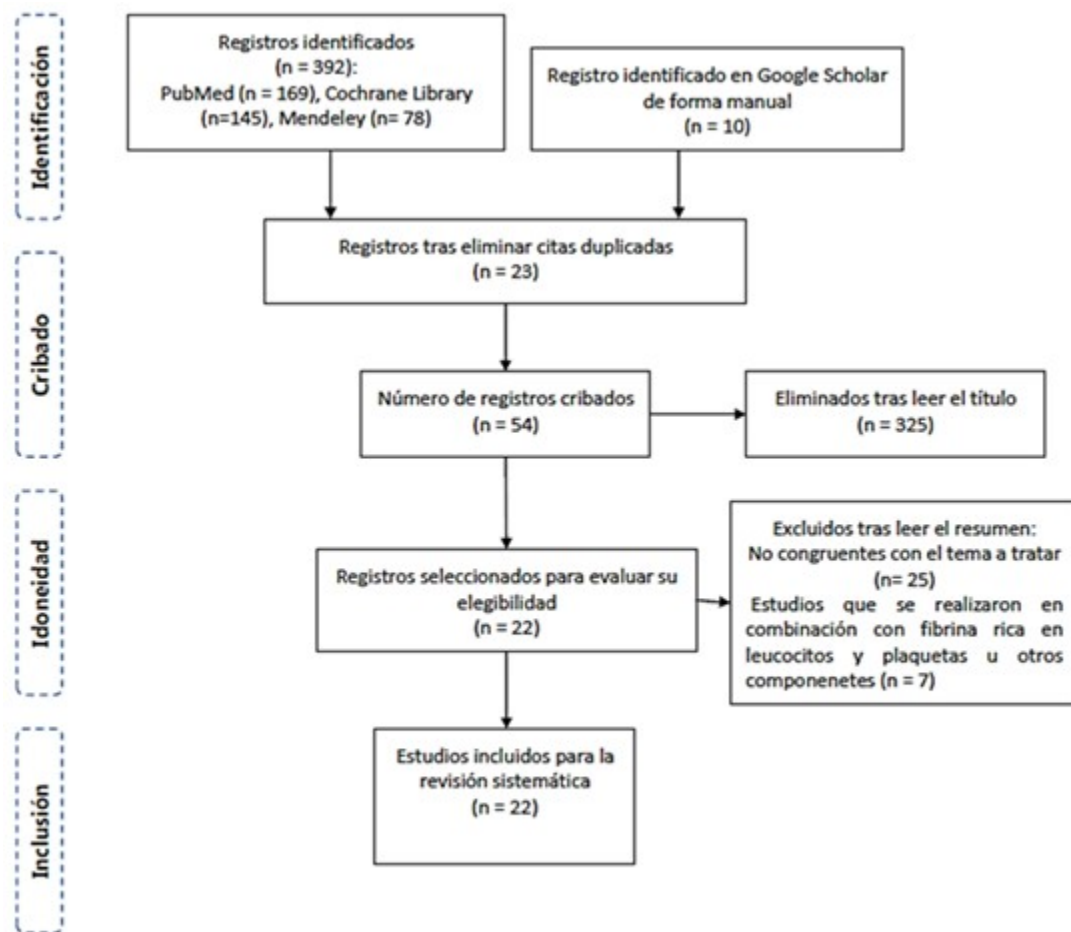 Identificación
Registros identificados
(n = 392):
PubMed (n = 169), Cochrane Library
(n=145), Mendeley (n= 78)
Registro identificado en Google Scholar
de forma manual
(n = 10)
Registros tras eliminar citas duplicadas
(n = 23)
Cribado
Número de registros cribados
(n = 54)
Eliminados tras leer el título
(n = 325)
Idoneidad
Registros seleccionados para evaluar su
elegibilidad
(n = 22)
Excluidos tras leer el resumen:
No congruentes con el tema a tratar
(n= 25)
Estudios que se realizaron en
combinación con fibrina rica en
leucocitos y plaquetas u otros
componenetes (n = 7)
Inclusión
Estudios incluidos para la
revisión sistemática
(n = 22)